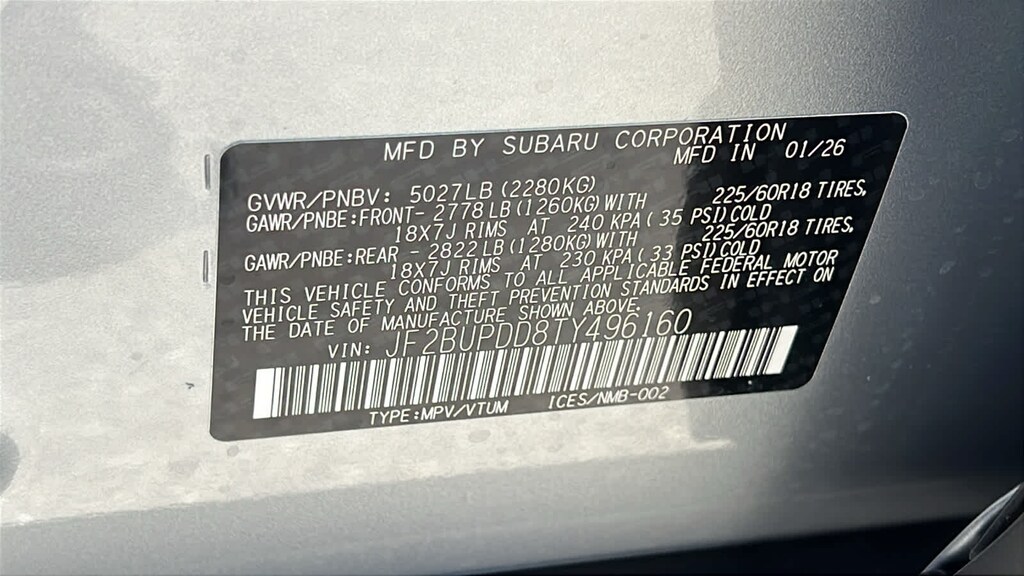 MFD BY SUBARU CORPORATION
MFD IN 01/26
GVWR/PNBV: 5027LB (2280KG)
GAWR/PNBE:FRONT- 2778LB (1260KG) WITH 225/60R18 TIRES,
18X7J RIMS AT 240 KPA (35 PSI) COLD
GAWR/PNBE:REAR - 2822LB (1280KG) WITH 225/60R18 TIRES,
18X7J RIMS AT 230 KPA (33 PSI) COLD
THIS VEHICLE CONFORMS TO ALL APPLICABLE FEDERAL MOTOR
VEHICLE SAFETY AND THEFT PREVENTION STANDARDS IN EFFECT ON
THE DATE OF MANUFACTURE SHOWN ABOVE.
VIN: JF2BUPDD8TY496160
TYPE:MPV/VTUM ICES/NMB-002